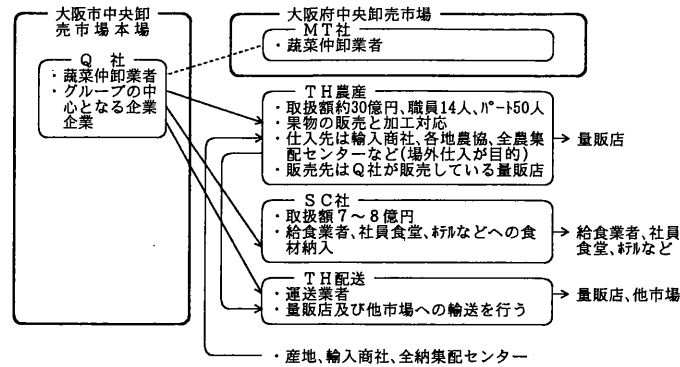 大阪市中央卸
売市場本場
Q 社
・蔬菜仲卸業者
・グループの中
心となる企業
企業
大阪府中央卸売市場
MT社
・蔬菜仲卸業者
TH農産
・取扱額約30億円、職員14人、パート50人
・果物の販売と加工対応
・仕入先は輸入商社、各地農協、全農集
配センターなど(場外仕入が目的)
・販売先はQ社が販売している量販店
量販店
SC社
・取扱額7～8億円
・給食業者、社員食堂、ホテルなどへの食
材納入
給食業者、社員
食堂、ホテルなど
TH配送
・運送業者
・量販店及び他市場への輸送を行う
量販店、他市場
・産地、輸入商社、全納集配センター